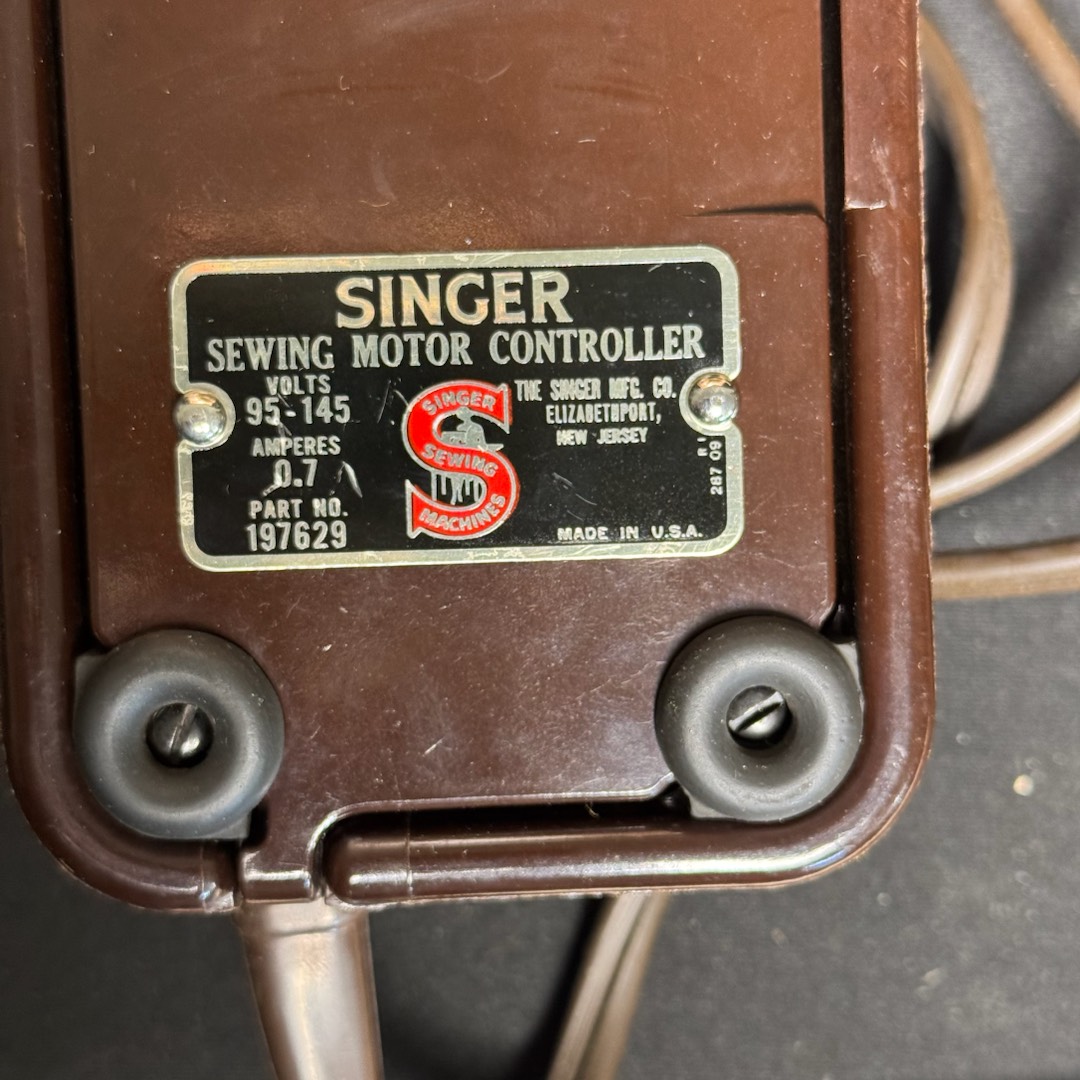 SINGER
SEWING MOTOR CONTROLLER
VOLTS
95-145
AMPERES
0.7
PART NO.
197629
SINGER
SEWING
MACHINES
THE SINGER MFG. CO.
ELIZABETHPORT,
NEW JERSEY
MADE IN U.S.A.
287 09